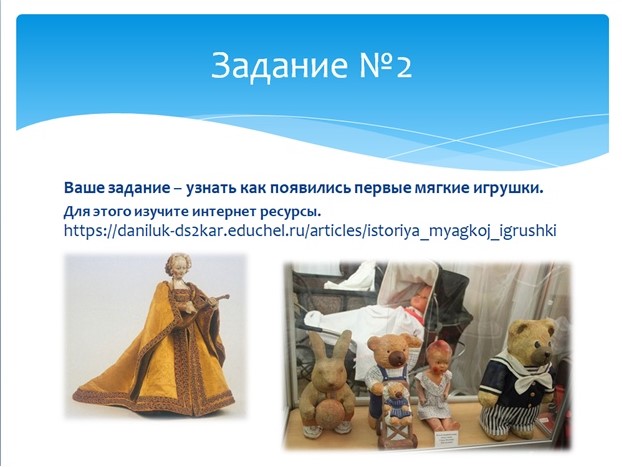 Задание №2
Ваше задание – узнать как появились первые мягкие игрушки.
Для этого изучите интернет ресурсы.
https://daniluk-ds2kar.educhel.ru/articles/istoriya_myagkoj_igrushki